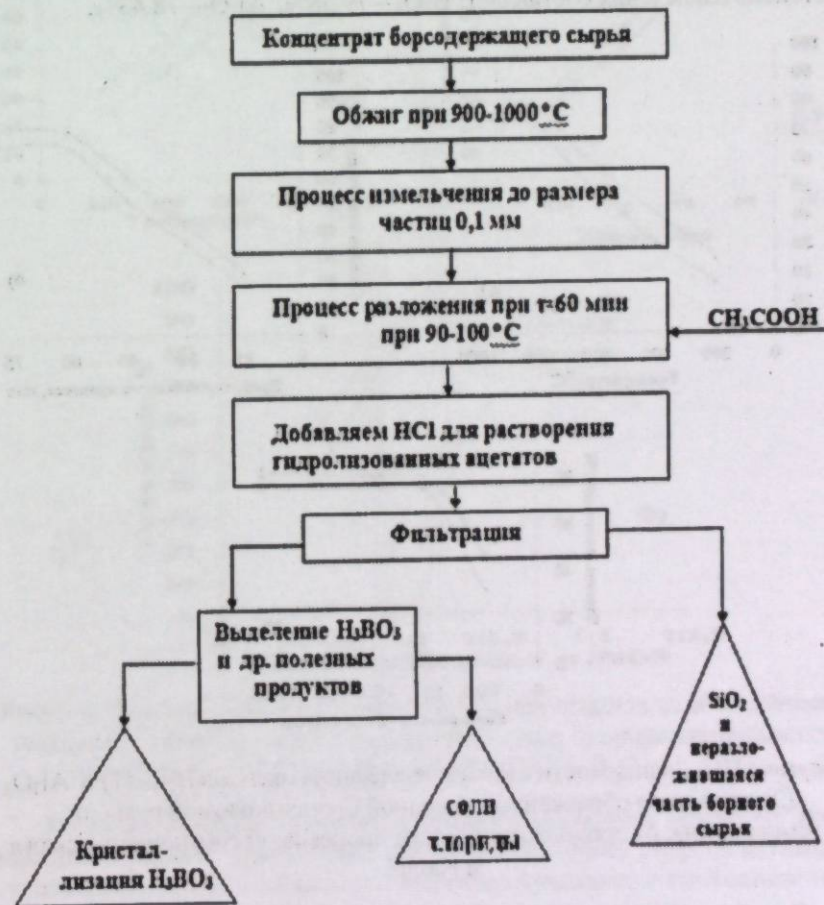 Концентрат борсодержащего сырья
Обжиг при 900-1000°С
Процесс измельчения до размера
частиц 0,1 мм
Процесс разложения при τ=60 мин
при 90-100°С
CH₃COOH
Добавляем HCl для растворения
гидролизованных ацетатов
Фильтрация
Выделение H₃BO₃
и др. полезных
продуктов
SiO₂
и
неразло-
жившаяся
часть борного
сырья
соли
хлориды
Кристал-
лизация H₃BO₃